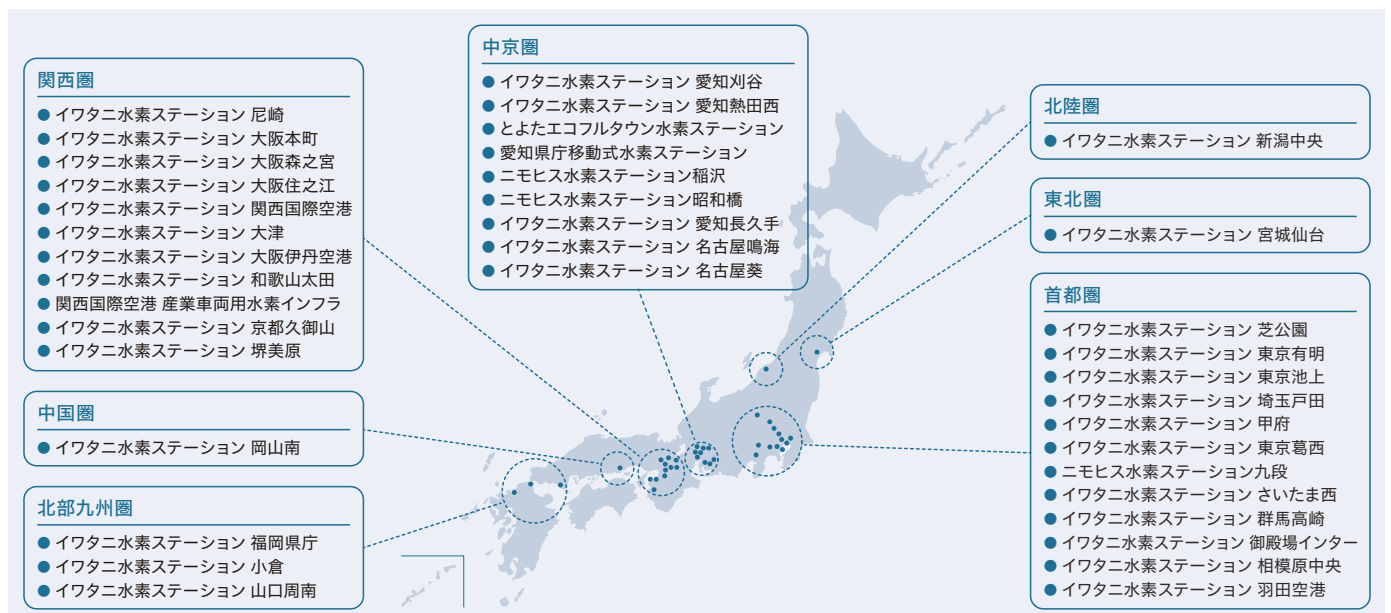 関西圏
● イワタニ水素ステーション 尼崎
● イワタニ水素ステーション 大阪本町
● イワタニ水素ステーション 大阪森之宮
● イワタニ水素ステーション 大阪住之江
● イワタニ水素ステーション 関西国際空港
● イワタニ水素ステーション 大津
● イワタニ水素ステーション 大阪伊丹空港
● イワタニ水素ステーション 和歌山太田
● 関西国際空港 産業車両用水素インフラ
● イワタニ水素ステーション 京都久御山
● イワタニ水素ステーション 堺美原
中国圏
● イワタニ水素ステーション 岡山南
北部九州圏
● イワタニ水素ステーション 福岡県庁
● イワタニ水素ステーション 小倉
● イワタニ水素ステーション 山口周南
中京圏
● イワタニ水素ステーション 愛知刈谷
● イワタニ水素ステーション 愛知熱田西
● とよたエコフルタウン水素ステーション
● 愛知県庁移動式水素ステーション
● ニモヒス水素ステーション稲沢
● ニモヒス水素ステーション昭和橋
● イワタニ水素ステーション 愛知長久手
● イワタニ水素ステーション 名古屋鳴海
● イワタニ水素ステーション 名古屋葵
北陸圏
● イワタニ水素ステーション 新潟中央
東北圏
● イワタニ水素ステーション 宮城仙台
首都圏
● イワタニ水素ステーション 芝公園
● イワタニ水素ステーション 東京有明
● イワタニ水素ステーション 東京池上
● イワタニ水素ステーション 埼玉戸田
● イワタニ水素ステーション 甲府
● イワタニ水素ステーション 東京葛西
● ニモヒス水素ステーション九段
● イワタニ水素ステーション さいたま西
● イワタニ水素ステーション 群馬高崎
● イワタニ水素ステーション 御殿場インター
● イワタニ水素ステーション 相模原中央
● イワタニ水素ステーション 羽田空港